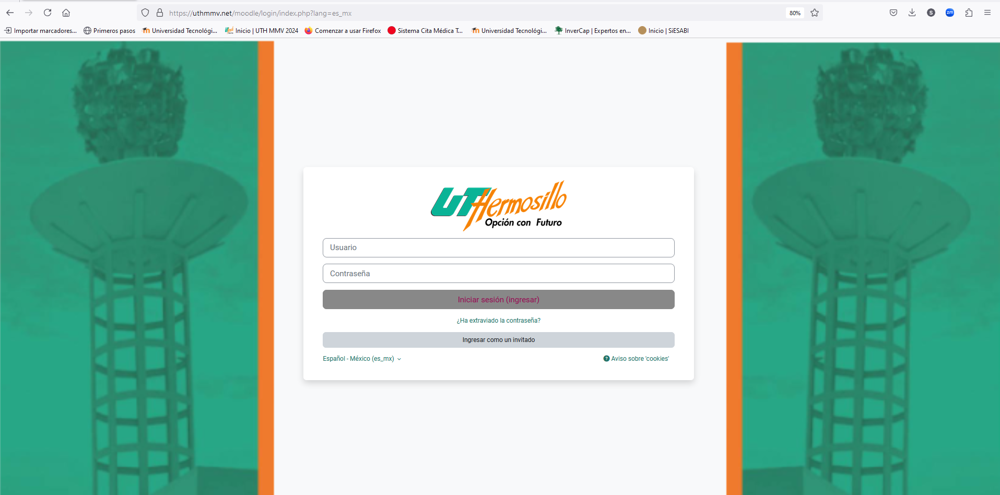 https://uthmmv.net/moodle/login/index.php?lang=es_mx
80%
S
zm
Importar marcadores...
Primeros pasos
Universidad Tecnológi...
Inicio | UTH MMV 2024
Comenzar a usar Firefox
Sistema Cita Médica T...
Universidad Tecnológi...
InverCap | Expertos en...
Inicio | SiESABI
UTHermosillo
Opción con Futuro
Usuario
Contraseña
Iniciar sesión (ingresar)
¿Ha extraviado la contraseña?
Ingresar como un invitado
Español - México (es_mx)
Aviso sobre 'cookies'